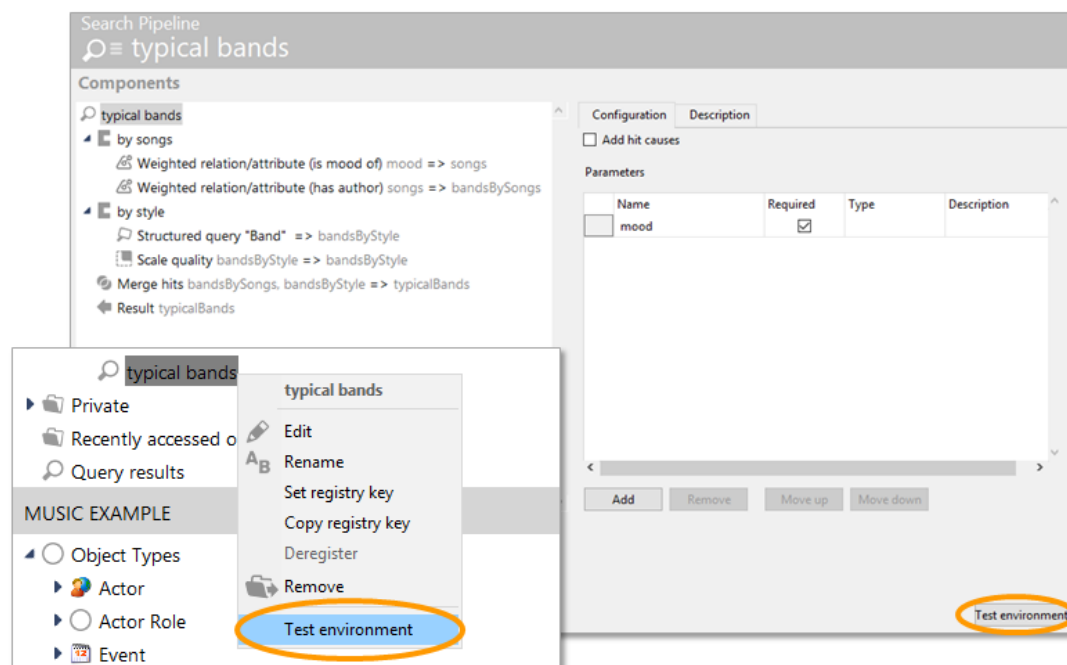 Search Pipeline
typical bands
Components
typical bands
by songs
Weighted relation/attribute (is mood of) mood => songs
Weighted relation/attribute (has author) songs => bandsBySongs
by style
Structured query "Band" => bandsByStyle
Scale quality bandsByStyle => bandsByStyle
Merge hits bandsBySongs, bandsByStyle => typicalBands
Result typicalBands
Configuration Description
Add hit causes
Parameters
Name Required Type Description
mood
Add Remove Move up Move down
Test environment
typical bands
Private
Recently accessed o
Query results
MUSIC EXAMPLE
Object Types
Actor
Actor Role
12
Event
typical bands
Edit
AB Rename
Set registry key
Copy registry key
Deregister
Remove
Test environment